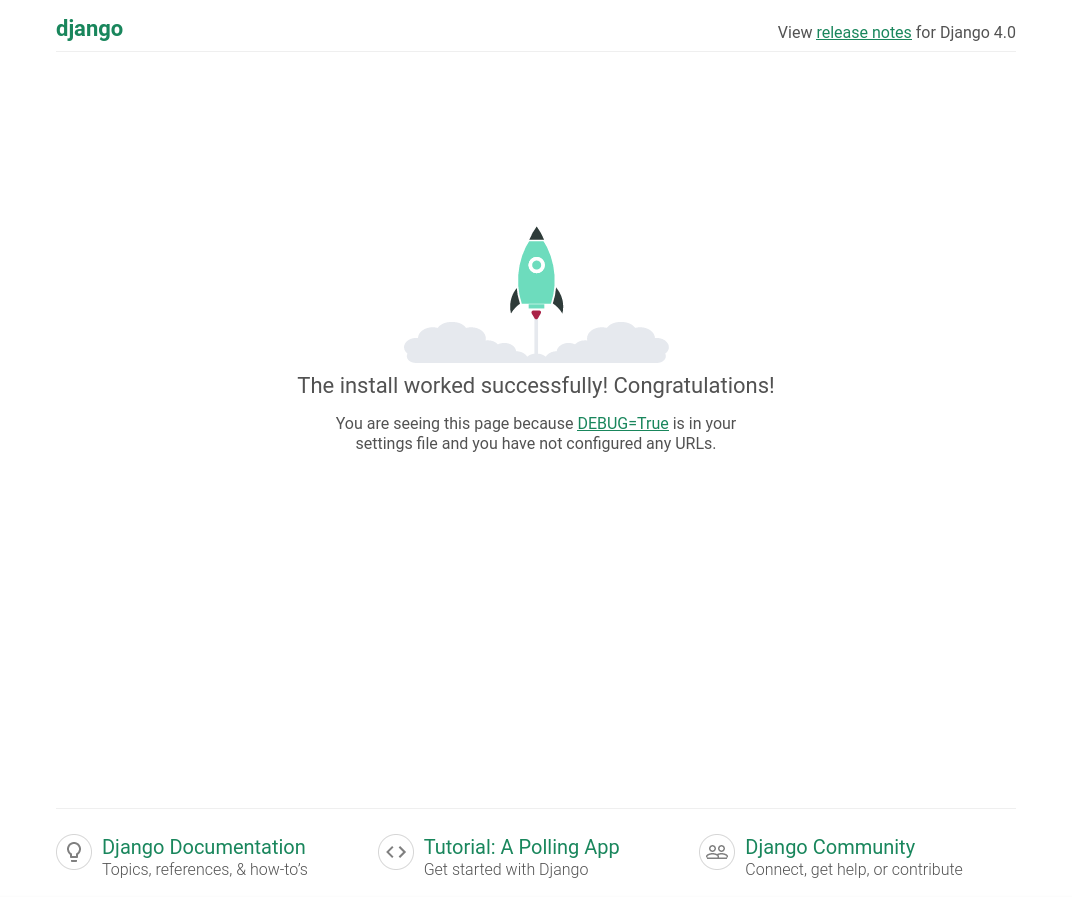 django
View release notes for Django 4.0
The install worked successfully! Congratulations!
You are seeing this page because DEBUG=True is in your
settings file and you have not configured any URLs.
Django Documentation
Topics, references, & how-to’s
Tutorial: A Polling App
Get started with Django
Django Community
Connect, get help, or contribute